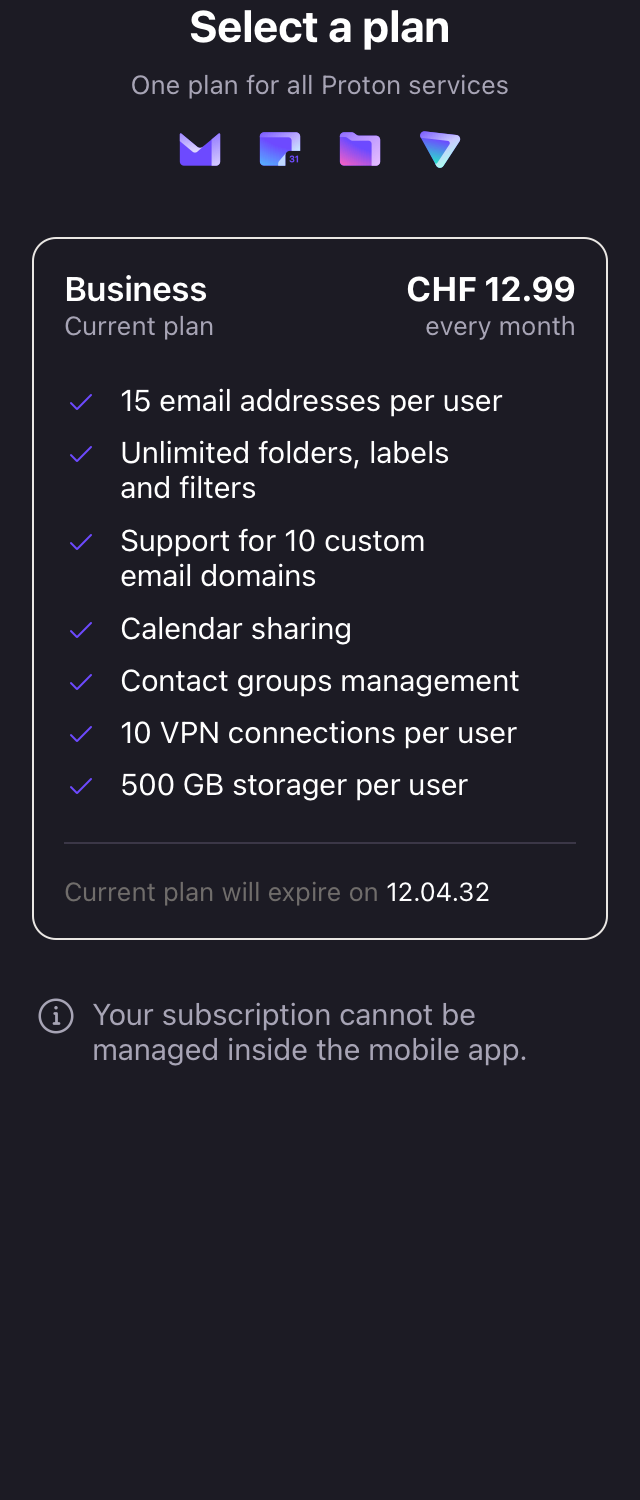 Select a plan
One plan for all Proton services
31
Business
CHF 12.99
Current plan
every month
15 email addresses per user
Unlimited folders, labels
and filters
Support for 10 custom
email domains
Calendar sharing
Contact groups management
10 VPN connections per user
500 GB storager per user
Current plan will expire on 12.04.32
Your subscription cannot be
managed inside the mobile app.